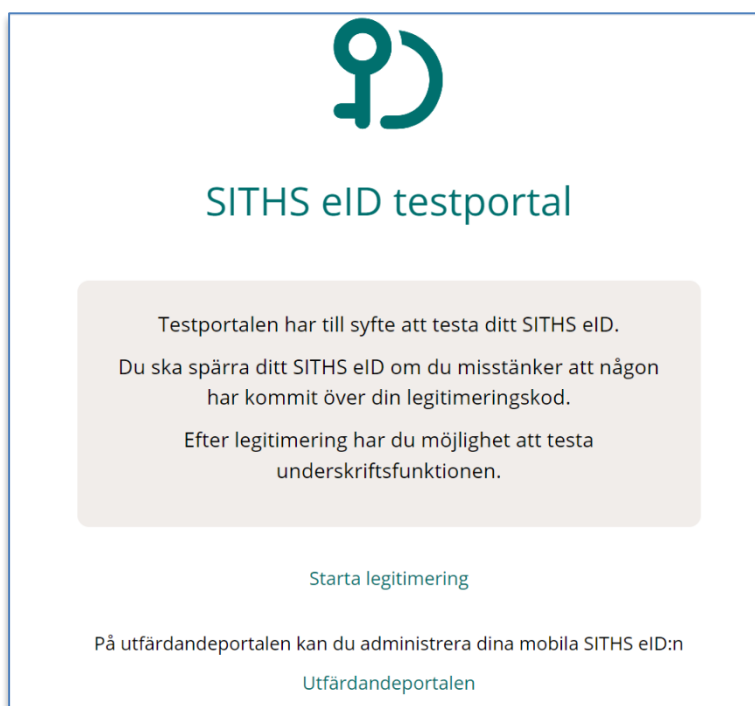 SITHS eID testportal
Testportalen har till syfte att testa ditt SITHS eID.
Du ska spärra ditt SITHS eID om du misstänker att någon
har kommit över din legitimeringskod.
Efter legitimering har du möjlighet att testa
underskriftsfunktionen.
Starta legitimering
På utfärdandeportalen kan du administrera dina mobila SITHS eID:n
Utfärdandeportalen